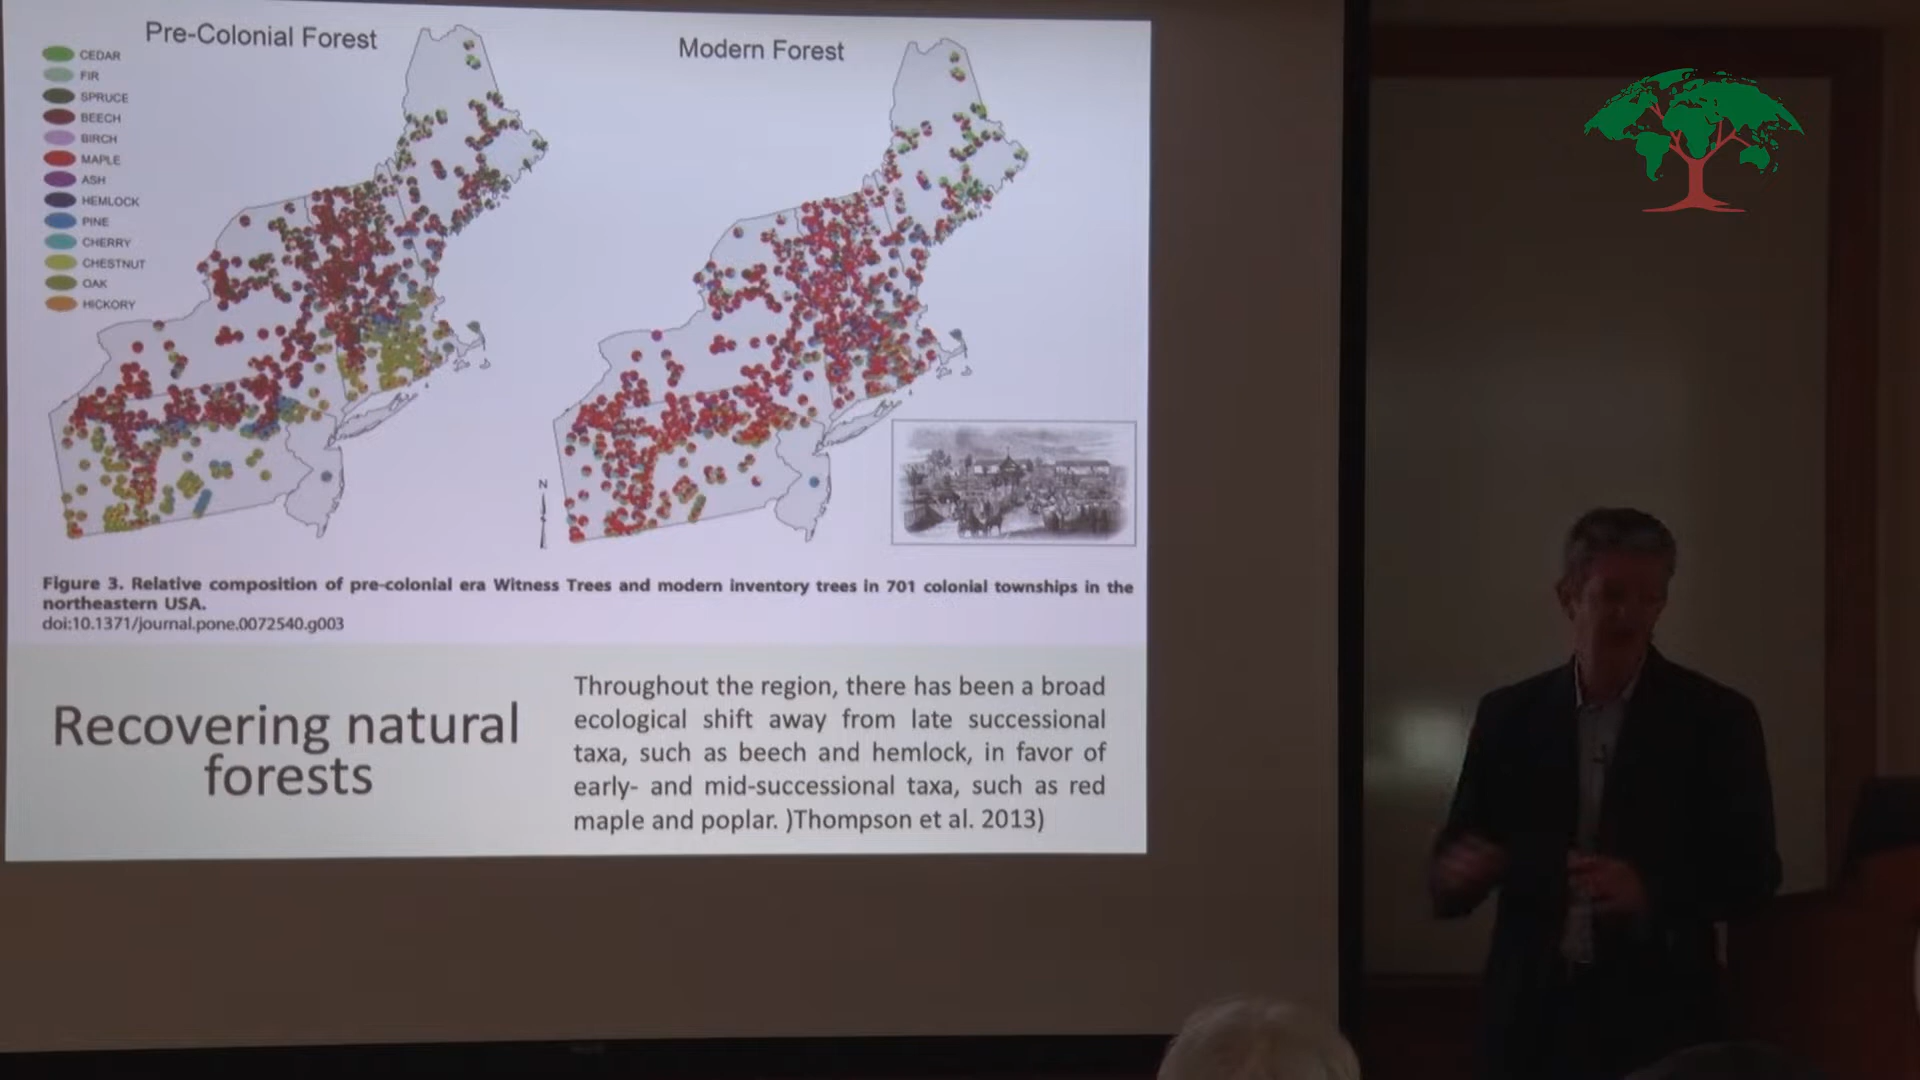 Pre-Colonial Forest
Modern Forest
CEDAR
FIR
SPRUCE
BEECH
BIRCH
MAPLE
ASH
HEMLOCK
PINE
CHERRY
CHESTNUT
OAK
HICKORY
N
Figure 3. Relative composition of pre-colonial era Witness Trees and modern inventory trees in 701 colonial townships in the
northeastern USA.
doi:10.1371/journal.pone.0072540.g003
Recovering natural
forests
Throughout the region, there has been a broad
ecological shift away from late successional
taxa, such as beech and hemlock, in favor of
early- and mid-successional taxa, such as red
maple and poplar. )Thompson et al. 2013)